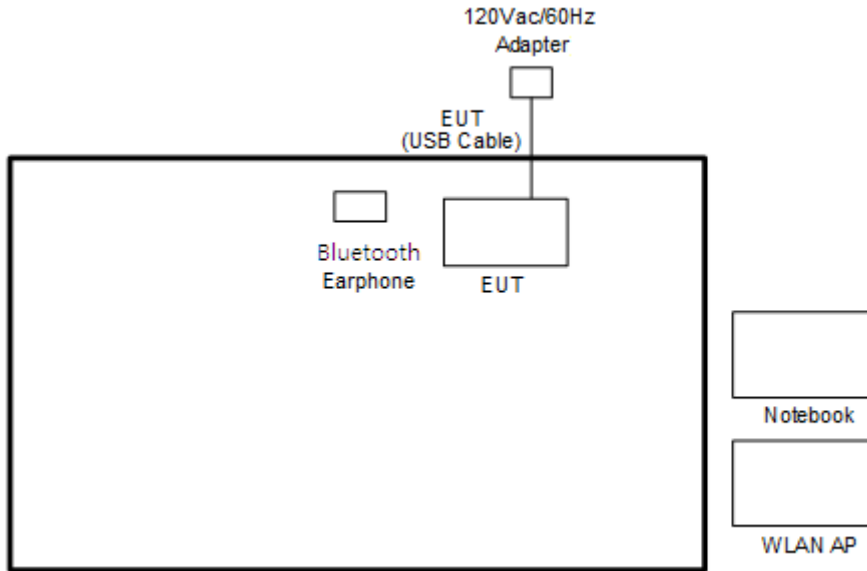 120Vac/60Hz
Adapter
EUT
(USB Cable)
Bluetooth
Earphone
EUT
Notebook
WLAN AP